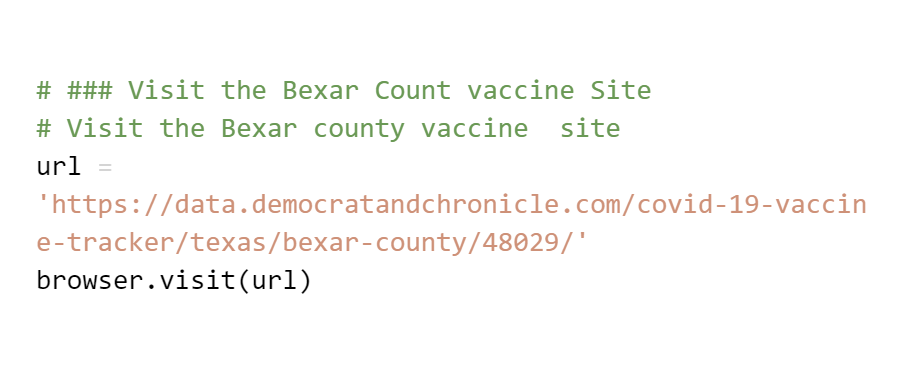 # ### Visit the Bexar Count vaccine Site
# Visit the Bexar county vaccine  site
url =
'https://data.democratandchronicle.com/covid-19-vaccin
e-tracker/texas/bexar-county/48029/'
browser.visit(url)